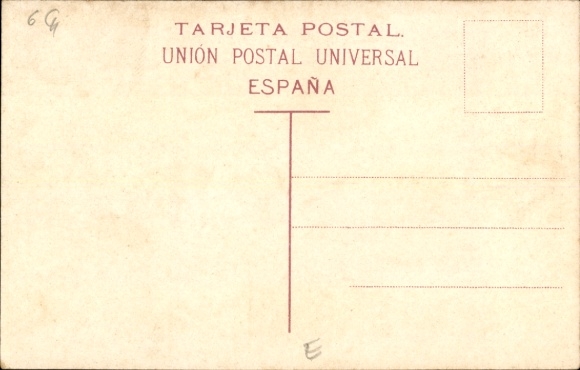 TARJETA POSTAL.
UNIÓN POSTAL UNIVERSAL
ESPAÑA
E